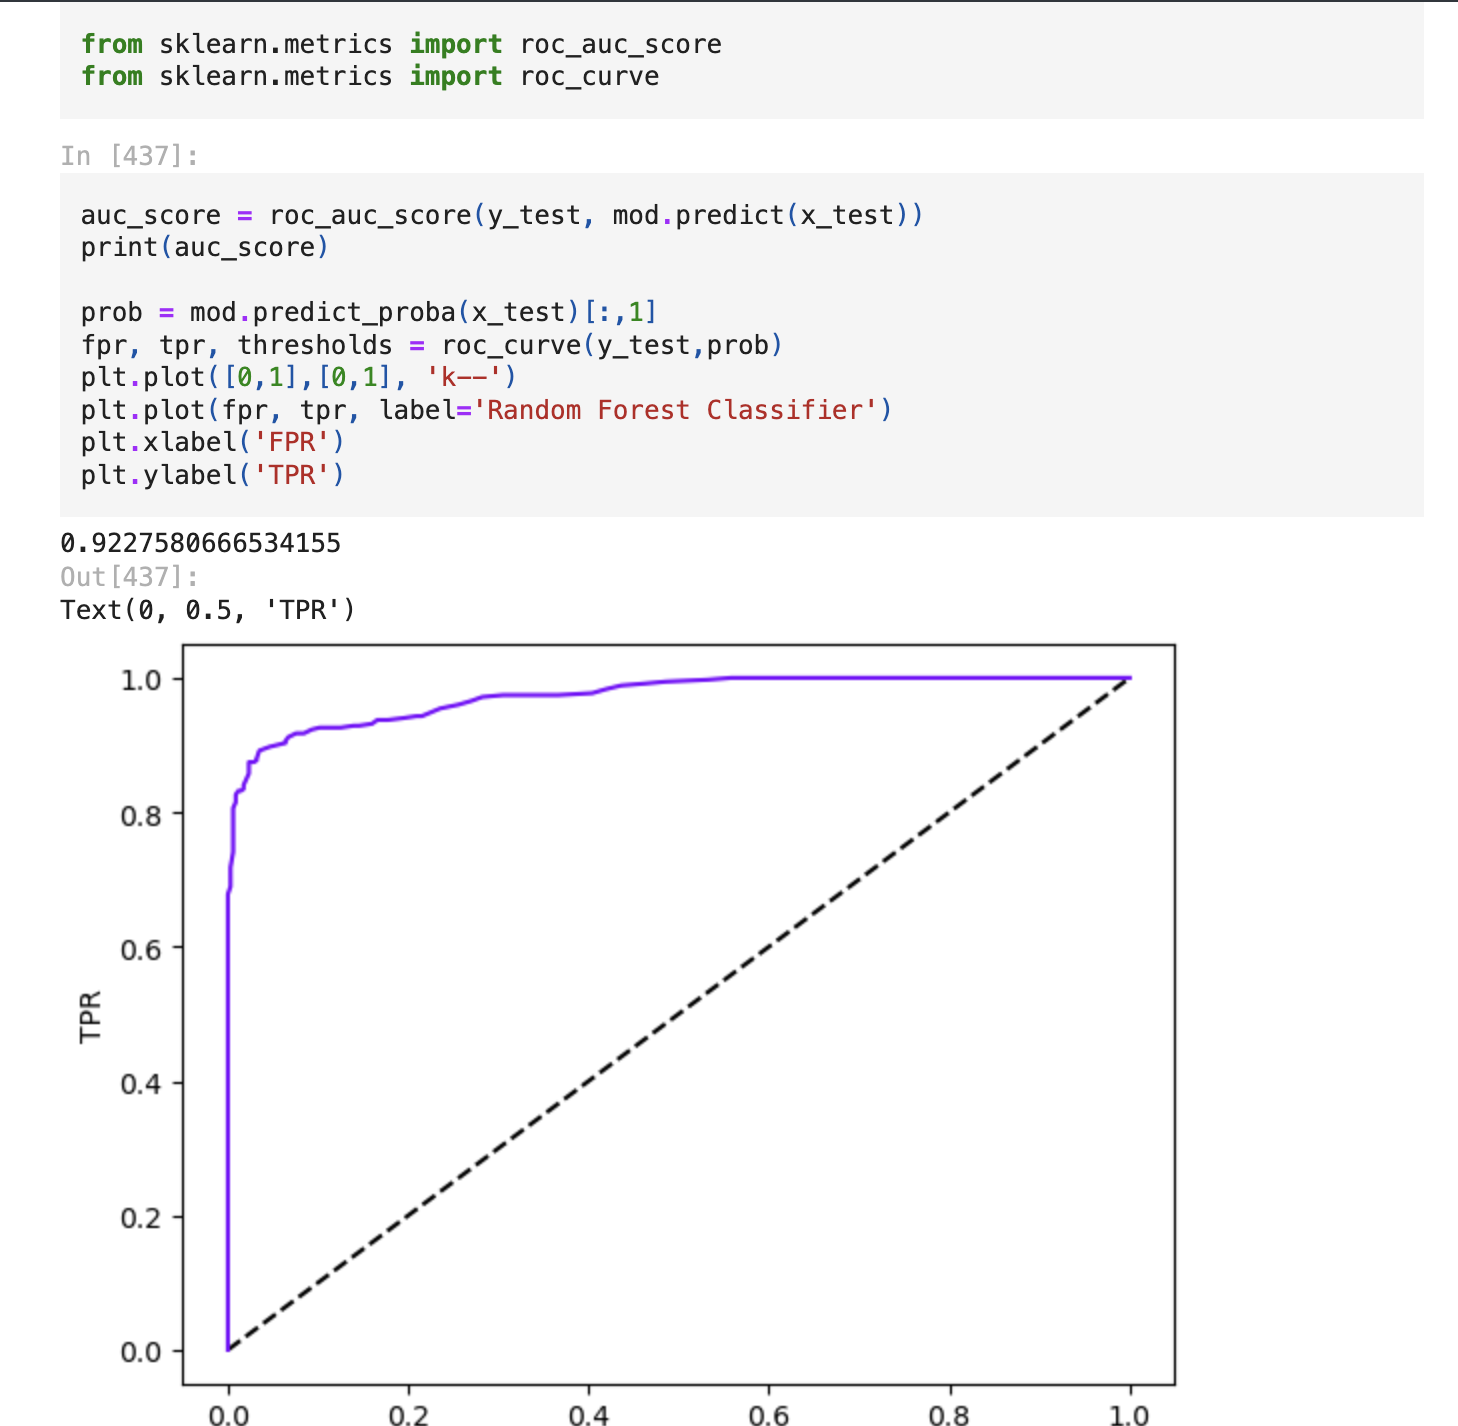 from sklearn.metrics import roc_auc_score
from sklearn.metrics import roc_curve
In [437]:
auc_score = roc_auc_score(y_test, mod.predict(x_test))
print(auc_score)
prob = mod.predict_proba(x_test)[:,1]
fpr, tpr, thresholds = roc_curve(y_test,prob)
plt.plot([0,1],[0,1], 'k--')
plt.plot(fpr, tpr, label='Random Forest Classifier')
plt.xlabel('FPR')
plt.ylabel('TPR')
0.9227580666534155
Out[437]:
Text(0, 0.5, 'TPR')
1.0
0.8
0.6
TPR
0.4
0.2
0.0
0.0 0.2 0.4 0.6 0.8 1.0